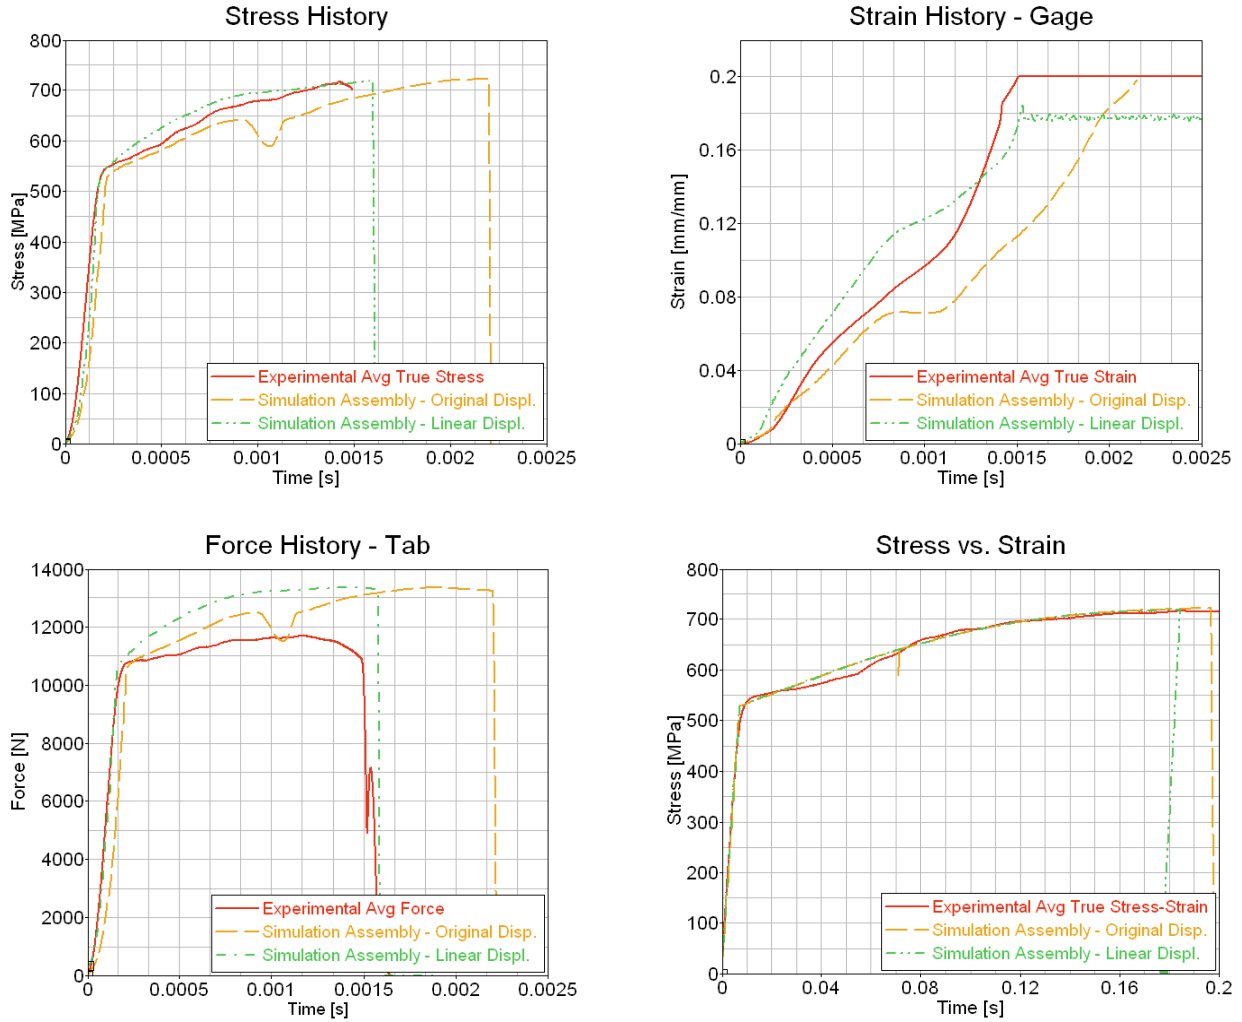 Stress History
800
700
600
500
400
300
200
100
0
Stress [MPa]
Experimental Avg True Stress
Simulation Assembly - Original Displ.
Simulation Assembly - Linear Displ.
0 0.0005 0.001 0.0015 0.002 0.0025
Time [s]
Strain History - Gage
0.2
0.16
0.12
0.08
0.04
0
Strain [mm/mm]
Experimental Avg True Strain
Simulation Assembly - Original Displ.
Simulation Assembly - Linear Displ.
0 0.0005 0.001 0.0015 0.002 0.0025
Time [s]
Force History - Tab
14000
12000
10000
8000
6000
4000
2000
0
Force [N]
Experimental Avg Force
Simulation Assembly - Original Disp.
Simulation Assembly - Linear Displ.
0 0.0005 0.001 0.0015 0.002 0.0025
Time [s]
Stress vs. Strain
800
700
600
500
400
300
200
100
0
Stress [MPa]
Experimental Avg True Stress-Strain
Simulation Assembly - Original Disp.
Simulation Assembly - Linear Displ.
0 0.04 0.08 0.12 0.16 0.2
Time [s]